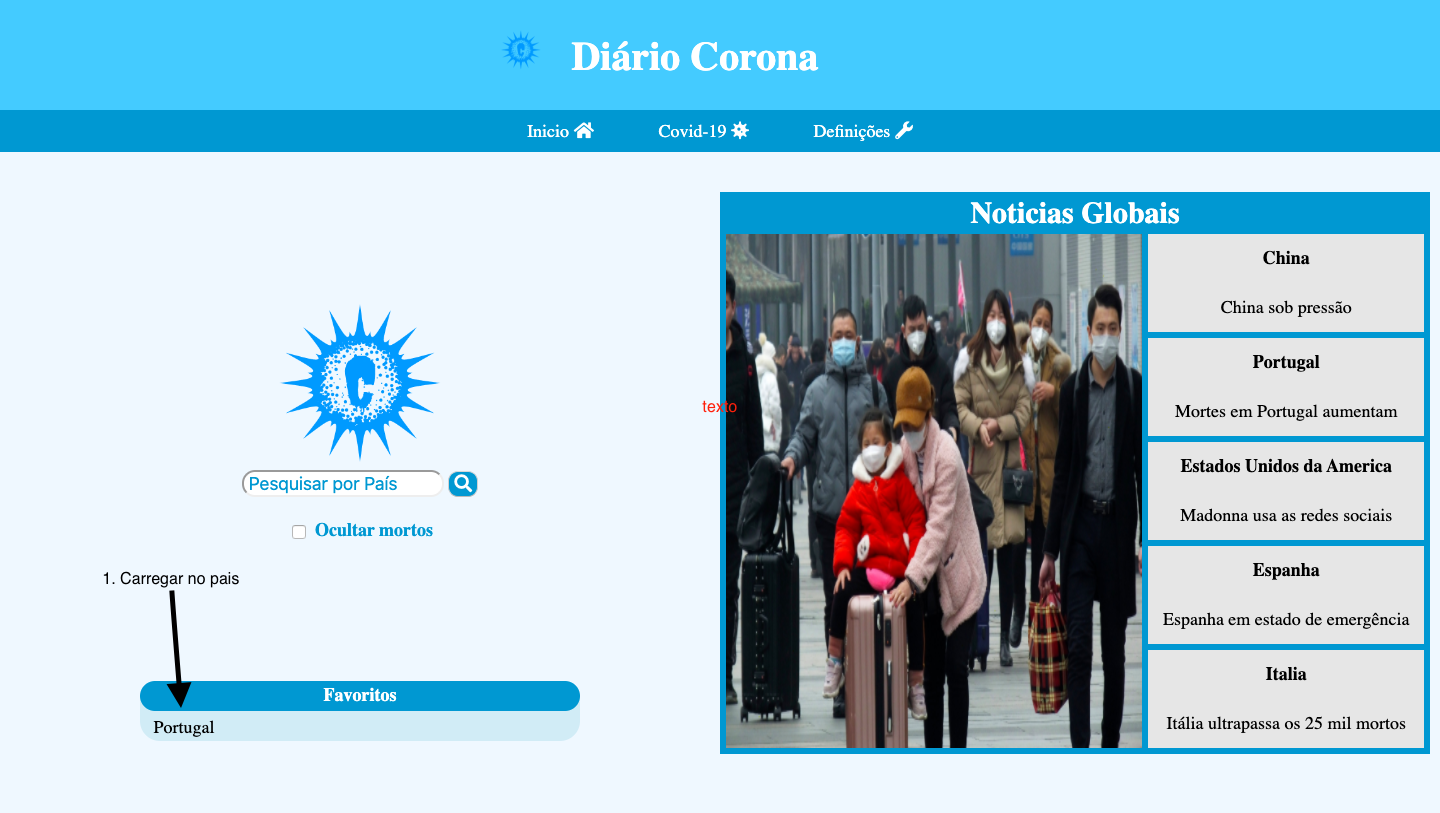 Diário Corona
Inicio
Covid-19
Definições
Noticias Globais
China
China sob pressão
Portugal
Mortes em Portugal aumentam
Estados Unidos da America
Madonna usa as redes sociais
Espanha
Espanha em estado de emergência
Italia
Itália ultrapassa os 25 mil mortos
texto
C
Pesquisar por País
Ocultar mortos
1. Carregar no pais
Favoritos
Portugal